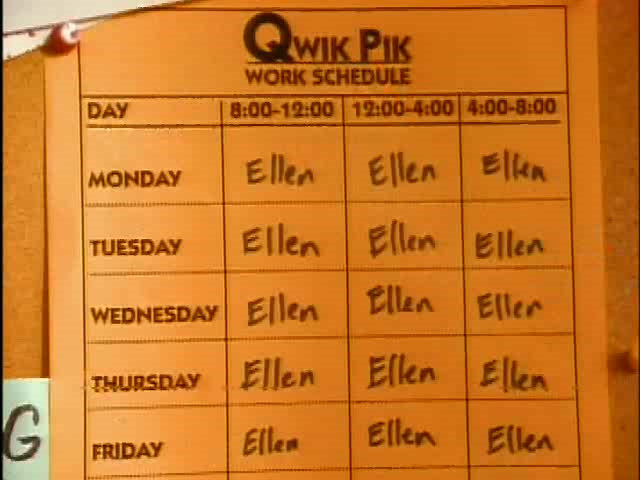 QWIK PIK
WORK SCHEDULE
DAY 8:00-12:00 12:00-4:00 4:00-8:00
MONDAY Ellen Ellen Ellen
TUESDAY Ellen Ellen Ellen
WEDNESDAY Ellen Ellen Ellen
THURSDAY Ellen Ellen Ellen
FRIDAY Ellen Ellen Ellen
G